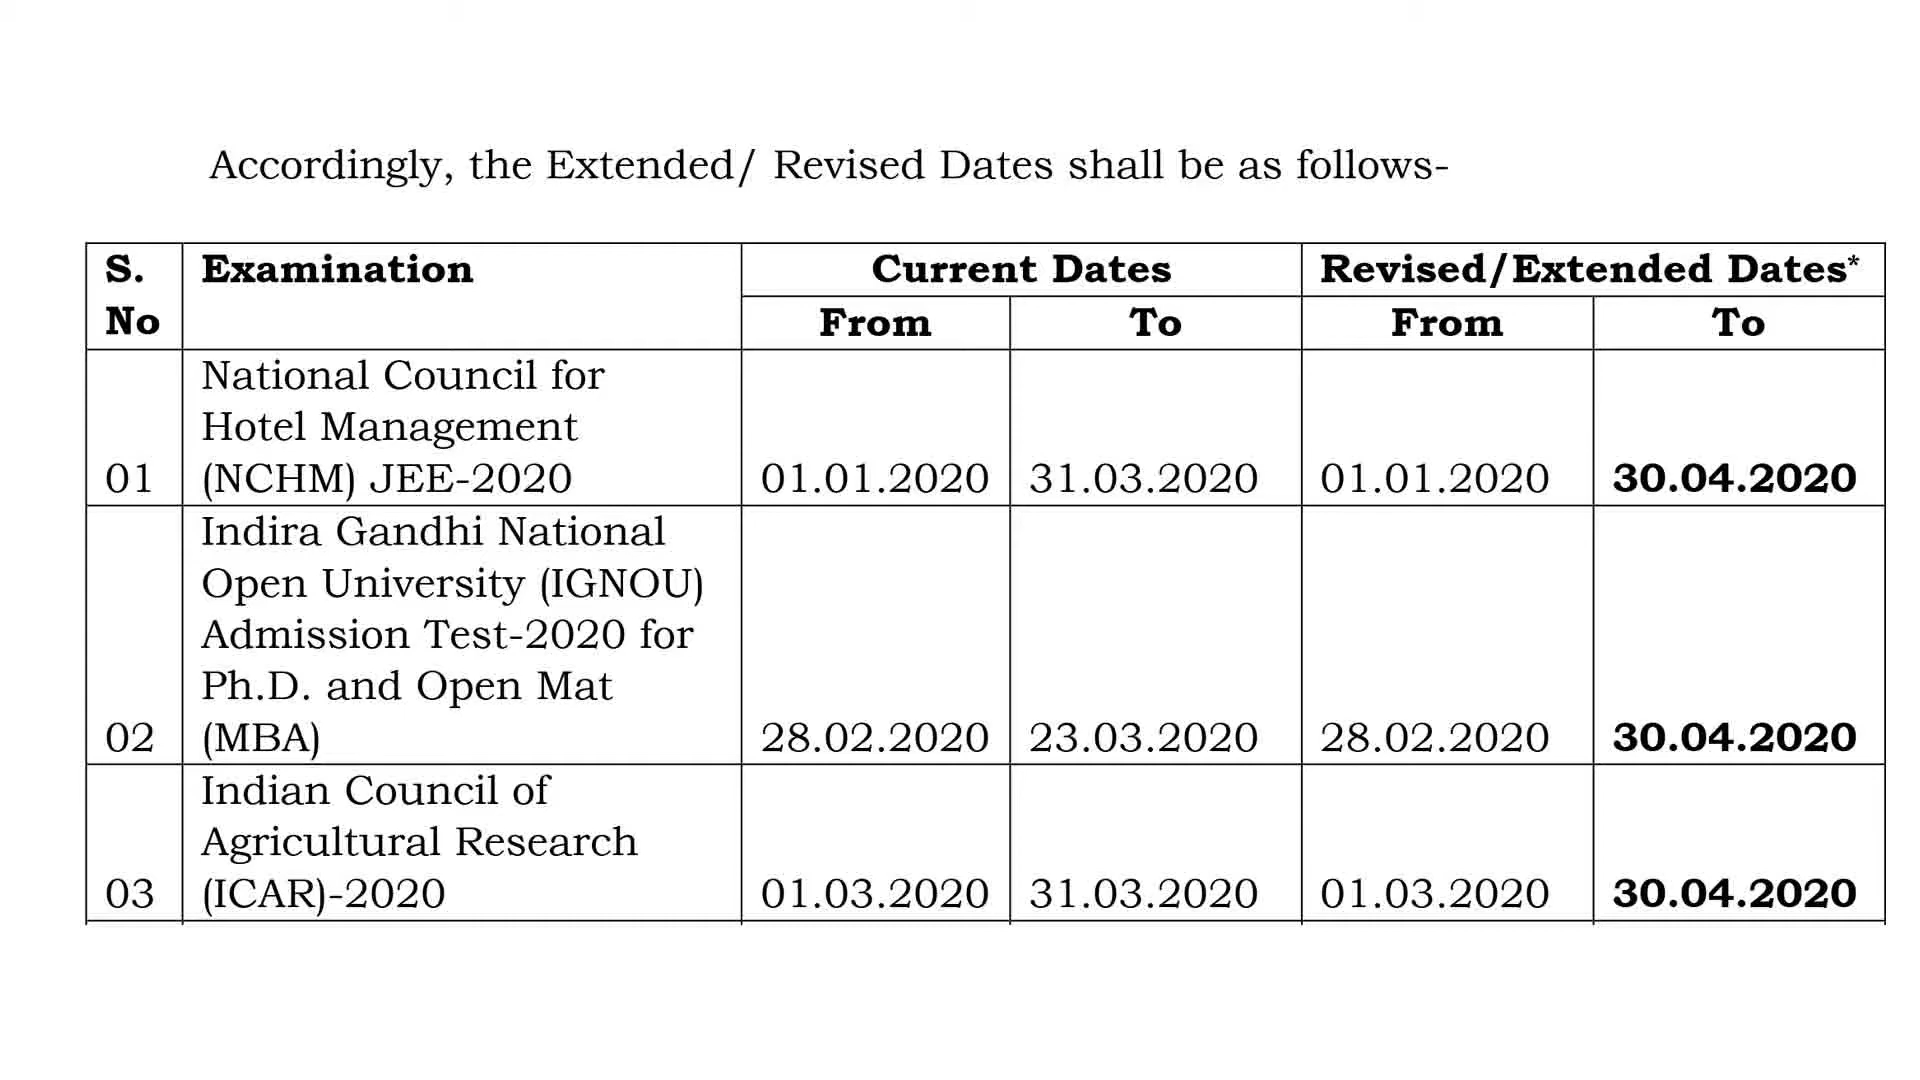 Accordingly, the Extended/ Revised Dates shall be as follows-
S. No Examination Current Dates Revised/Extended Dates*
From To From To
National Council for
Hotel Management
01 (NCHM) JEE-2020 01.01.2020 31.03.2020 01.01.2020 30.04.2020
Indira Gandhi National
Open University (IGNOU)
Admission Test-2020 for
Ph.D. and Open Mat
02 (MBA) 28.02.2020 23.03.2020 28.02.2020 30.04.2020
Indian Council of
Agricultural Research
03 (ICAR)-2020 01.03.2020 31.03.2020 01.03.2020 30.04.2020